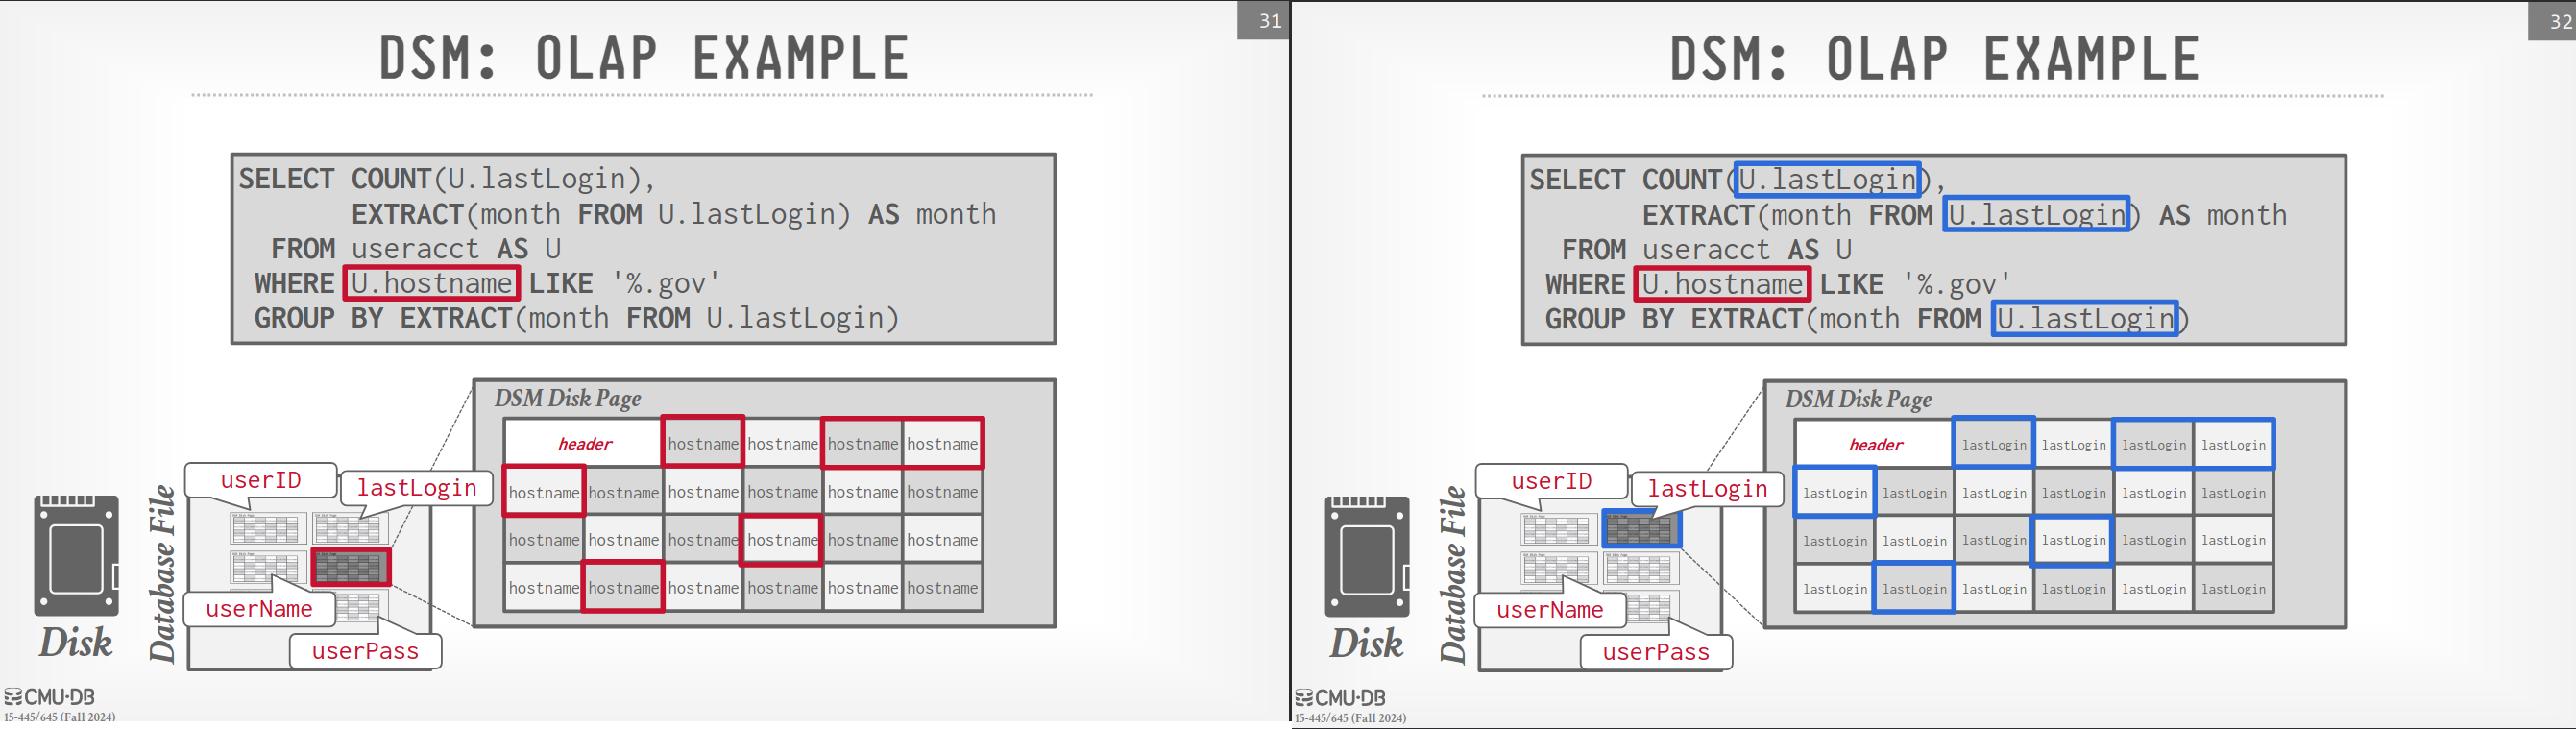 31
DSM: OLAP EXAMPLE
SELECT COUNT(U.lastLogin),
EXTRACT(month FROM U.lastLogin) AS month
FROM useracct AS U
WHERE U.hostname LIKE '%.gov'
GROUP BY EXTRACT(month FROM U.lastLogin)
DSM Disk Page
header hostname hostname hostname hostname
hostname hostname hostname hostname hostname hostname
hostname hostname hostname hostname hostname hostname
hostname hostname hostname hostname hostname hostname
userID
lastLogin
userName
userPass
Database File
Disk
CMU·DB
15-445/645 (Fall 2024)
32
DSM: OLAP EXAMPLE
SELECT COUNT(U.lastLogin),
EXTRACT(month FROM U.lastLogin) AS month
FROM useracct AS U
WHERE U.hostname LIKE '%.gov'
GROUP BY EXTRACT(month FROM U.lastLogin)
DSM Disk Page
header lastLogin lastLogin lastLogin lastLogin
lastLogin lastLogin lastLogin lastLogin lastLogin lastLogin
lastLogin lastLogin lastLogin lastLogin lastLogin lastLogin
lastLogin lastLogin lastLogin lastLogin lastLogin lastLogin
userID
lastLogin
userName
userPass
Database File
Disk
CMU·DB
15-445/645 (Fall 2024)